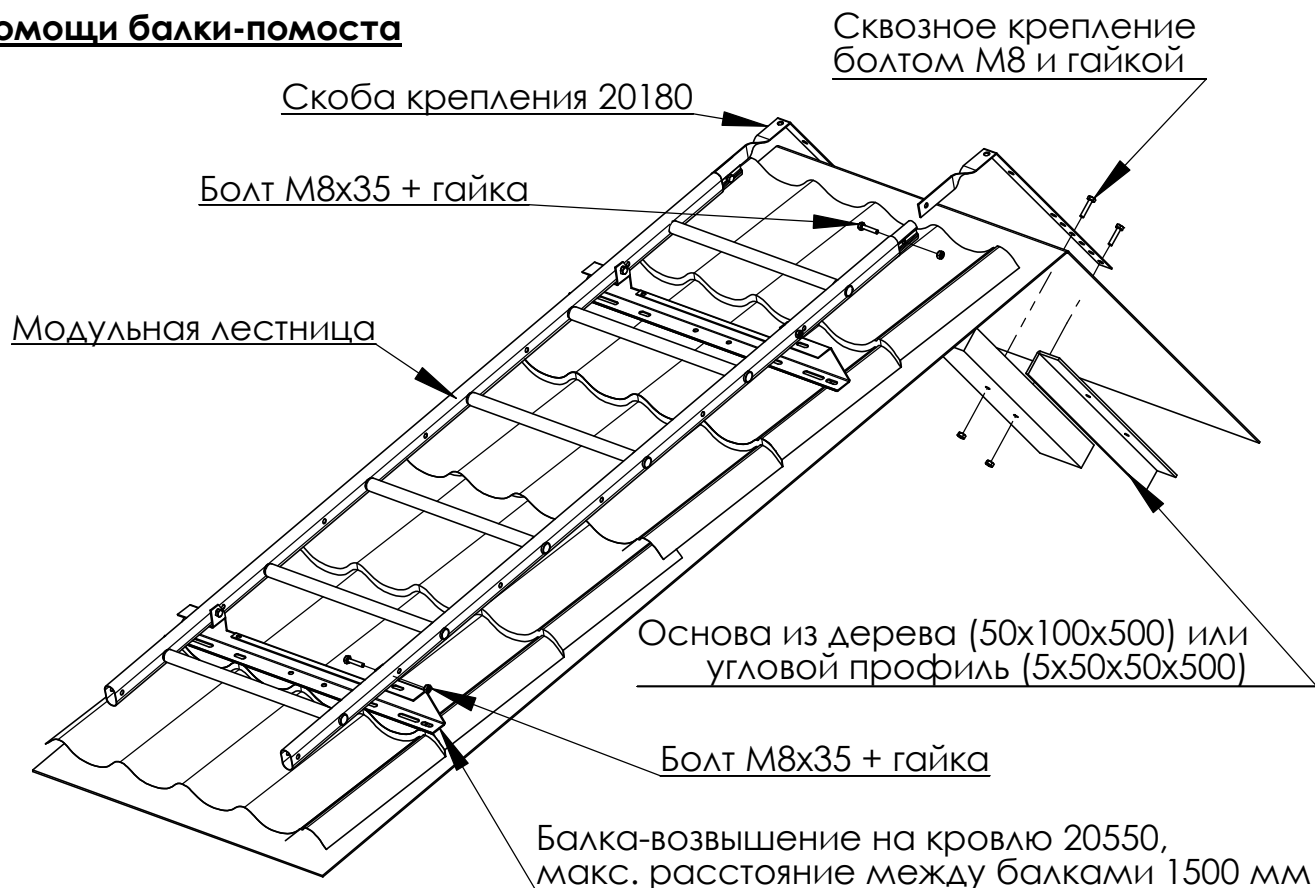 омощи балки-помоста
Сквозное крепление
болтом М8 и гайкой
Скоба крепления 20180
Болт М8х35 + гайка
Модульная лестница
Основа из дерева (50х100х500) или
угловой профиль (5х50х50х500)
Болт М8х35 + гайка
Балка-возвышение на кровлю 20550,
макс. расстояние между балками 1500 мм